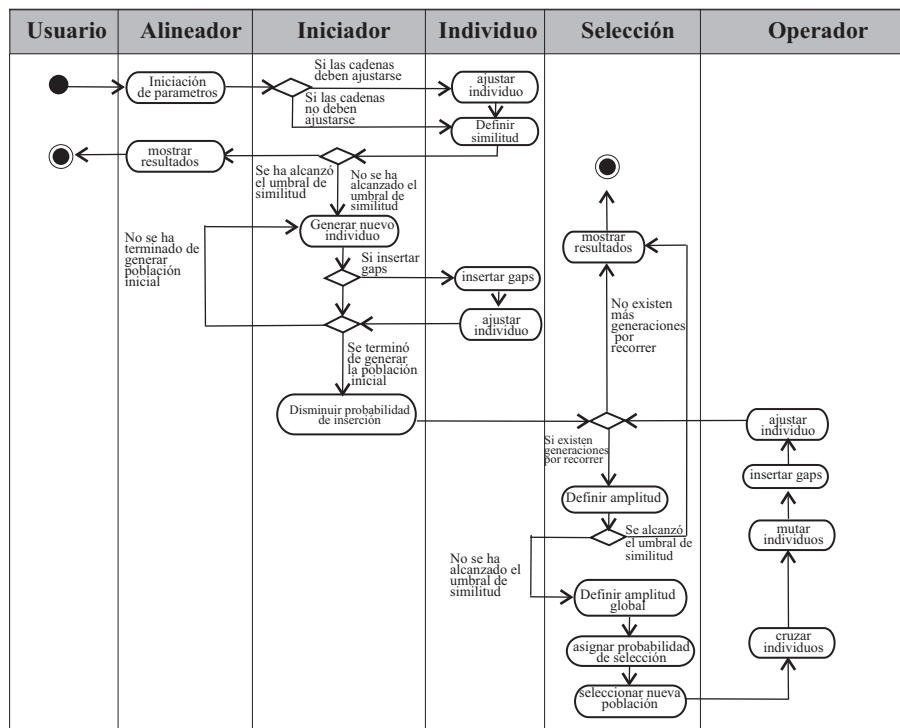 Usuario
Alineador
Iniciador
Individuo
Selección
Operador
Iniciación
de parametros
Si las cadenas
deben ajustarse
Si las cadenas
no deben
ajustarse
ajustar
individuo
Definir
similitud
mostrar
resultados
Se ha alcanzó
el umbral de
similitud
No se ha
alcanzado el
umbral de
similitud
Generar nuevo
individuo
No se ha
terminado de
generar
población
inicial
Si insertar
gaps
insertar gaps
ajustar
individuo
Se terminó
de generar
la población
inicial
Disminuir probabilidad
de inserción
mostrar
resultados
No existen
más
generaciones
por
recorrer
Si existen
generaciones
por recorrer
Definir amplitud
Se alcanzó
el umbral de
similitud
No se ha
alcanzado el
umbral de
similitud
Definir amplitud
global
asignar probabilidad
de selección
seleccionar nueva
población
ajustar
individuo
insertar gaps
mutar
individuos
cruzar
individuos